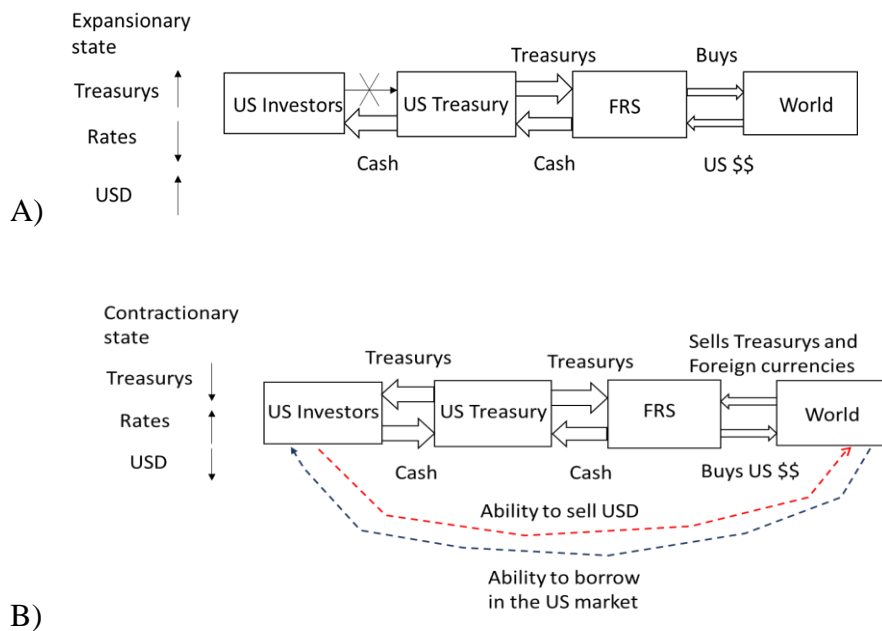 Expansionary
state
Treasurys
Rates
USD
Treasurys
Buys
US Investors
US Treasury
FRS
World
Cash
Cash
US $$
A)
Contractionary
state
Treasurys
Rates
USD
Treasurys
Treasurys
Sells Treasurys and
Foreign currencies
US Investors
US Treasury
FRS
World
Cash
Cash
Buys US $$
Ability to sell USD
Ability to borrow
in the US market
B)